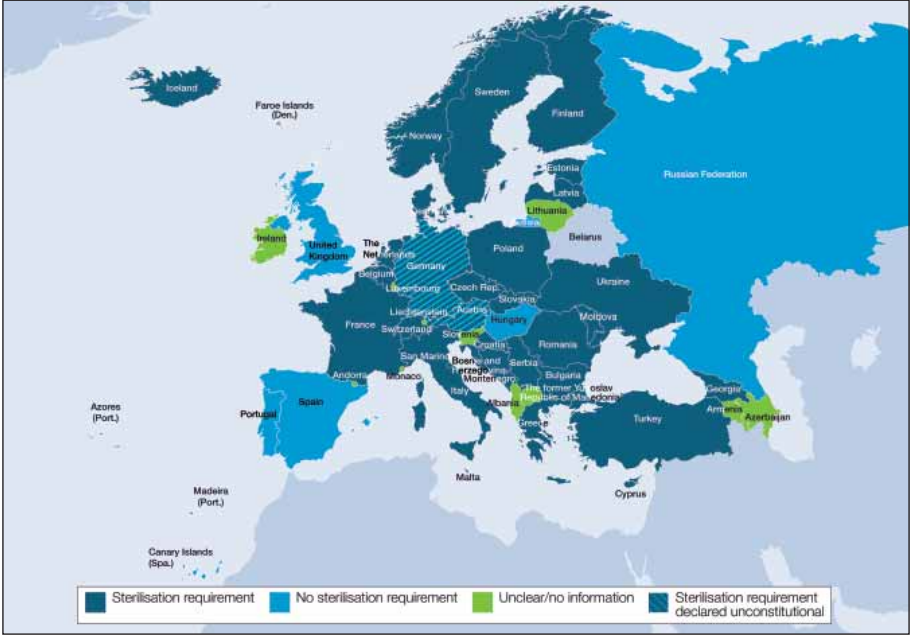 Iceland
Faroe Islands
(Den.)
Sweden
Finland
Norway
Russian Federation
Estonia
Latvia
Lithuania
Ireland
United
Kingdom
The
Netherlands
Belarus
Poland
Germany
Belgium
Luxembourg
Czech Rep.
Ukraine
Slovakia
Liechtenstein
Austria
Hungary
Moldova
France
Switzerland
Slovenia
Croatia
Romania
San Marino
Serbia
Andorra
Monaco
Bulgaria
Georgia
Italy
Albania
Armenia
Azerbaijan
Portugal
Spain
Azores
(Port.)
Greece
Turkey
Malta
Cyprus
Madeira
(Port.)
Canary Islands
(Spa.)
Sterilisation requirement
No sterilisation requirement
Unclear/no information
Sterilisation requirement
declared unconstitutional